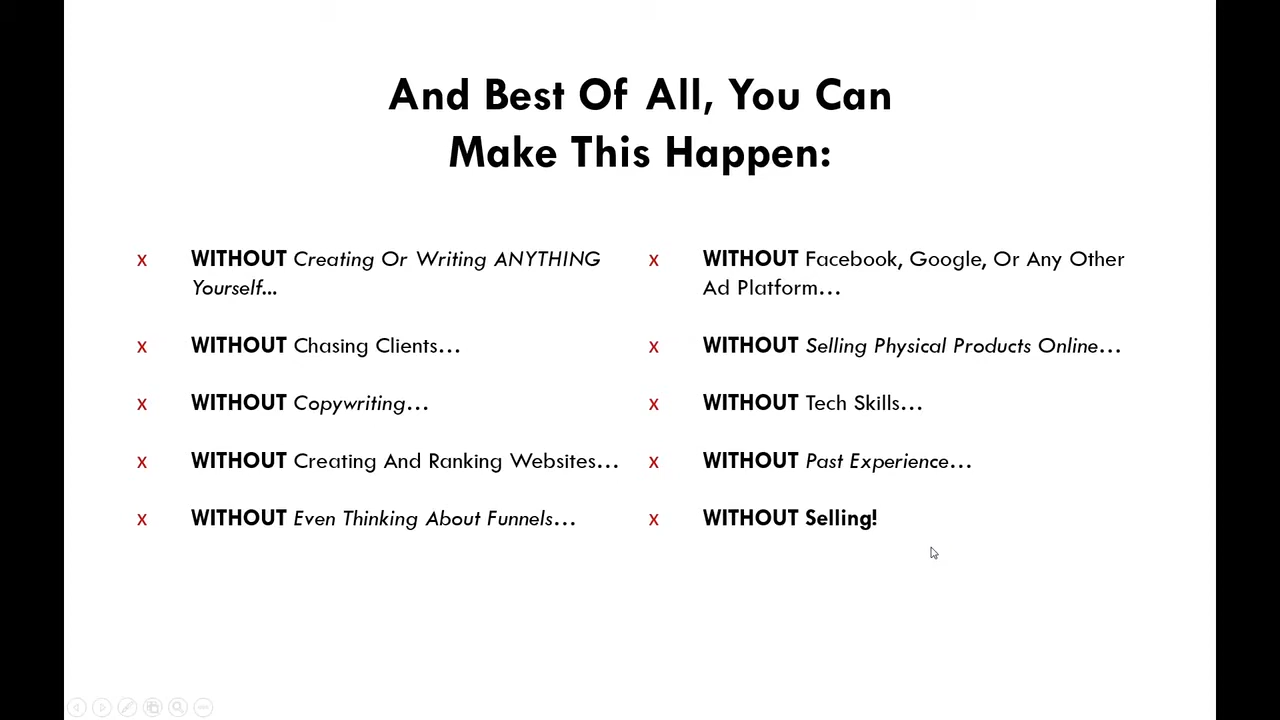 And Best Of All, You Can
Make This Happen:
x WITHOUT Creating Or Writing ANYTHING
Yourself...
x WITHOUT Chasing Clients...
x WITHOUT Copywriting...
x WITHOUT Creating And Ranking Websites...
x WITHOUT Even Thinking About Funnels...
x WITHOUT Facebook, Google, Or Any Other
Ad Platform...
x WITHOUT Selling Physical Products Online...
x WITHOUT Tech Skills...
x WITHOUT Past Experience...
x WITHOUT Selling!